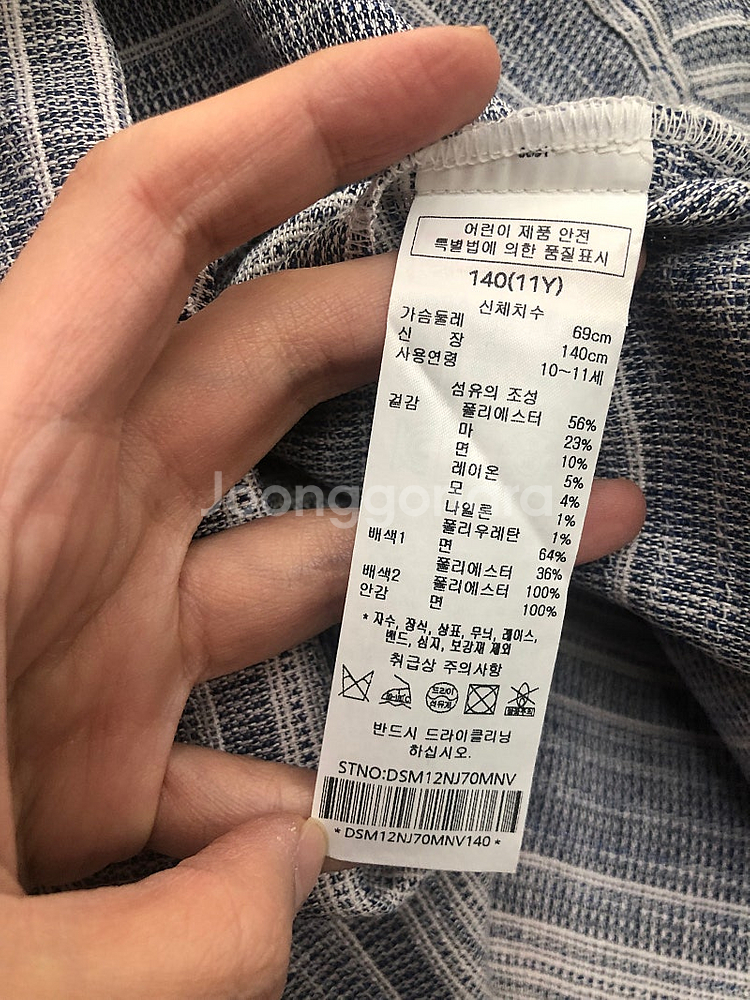 어린이 제품 안전
특별법에 의한 품질표시
140(11Y)
신체치수
가슴둘레 69cm
신 장 140cm
사용연령 10~11세
섬유의 조성
겉감 폴리에스터 56%
마 23%
면 10%
레이온 5%
모 4%
나일론 1%
폴리우레탄 1%
배색1 면 64%
폴리에스터 36%
배색2 폴리에스터 100%
안감 면 100%
* 자수, 장식, 상표, 무늬, 레이스,
밴드, 심지, 보강재 제외
취급상 주의사항
드라이
반드시 드라이클리닝
하십시오.
STNO:DSM12NJ70MNV
*DSM12NJ70MNV140*
Joonggonara